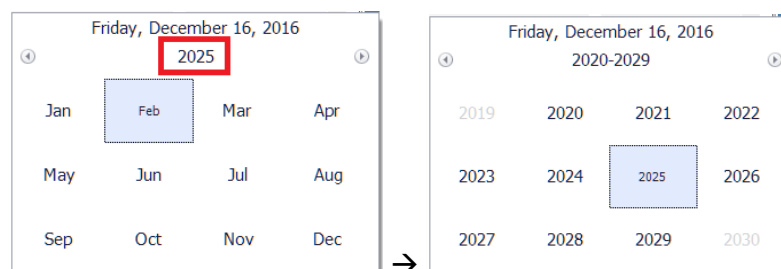 Friday, December 16, 2016
2025
Jan Feb Mar Apr
May Jun Jul Aug
Sep Oct Nov Dec
→
Friday, December 16, 2016
2020-2029
2019 2020 2021 2022
2023 2024 2025 2026
2027 2028 2029 2030